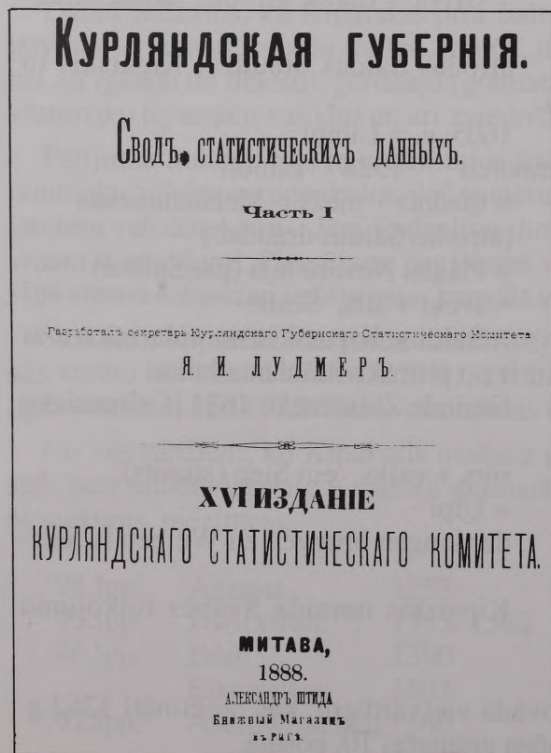 КУРЛЯНДСКАЯ ГУБЕРНІЯ.
СВОДЪ СТАТИСТИЧЕСКИХЪ ДАННЫХЪ.
Часть I
Разработалъ секретарь Курляндскаго Губернскаго Статистическаго Комитета
Я. И. ЛУДМЕРЪ.
XVI ИЗДАНІЕ
КУРЛЯНДСКАГО СТАТИСТИЧЕСКАГО КОМИТЕТА.
МИТАВА,
1888.
АЛЕКСАНДРЪ ШТИДА
Книжный Магазинъ
въ РИГѢ.